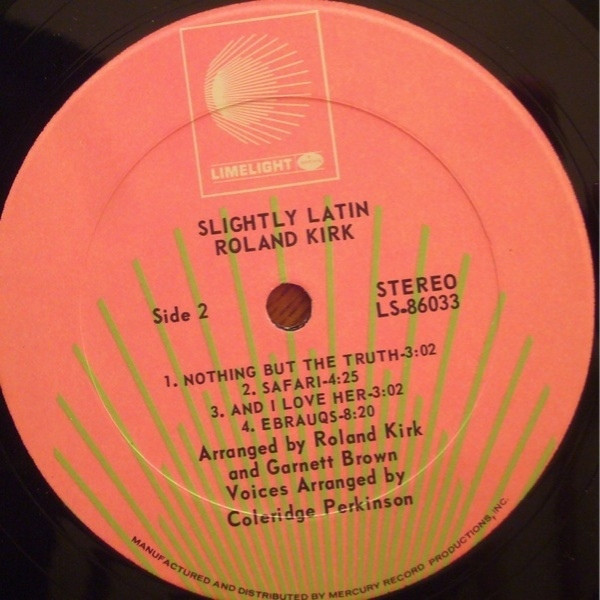 LIMELIGHT
SLIGHTLY LATIN
ROLAND KIRK
Side 2
STEREO
LS-86033
1. NOTHING BUT THE TRUTH-3:02
2. SAFARI-4:25
3. AND I LOVE HER-3:02
4. EBRAUQS-8:20
Arranged by Roland Kirk
and Garnett Brown
Voices Arranged by
Coleridge Perkinson
MANUFACTURED AND DISTRIBUTED BY MERCURY RECORD PRODUCTIONS, INC.